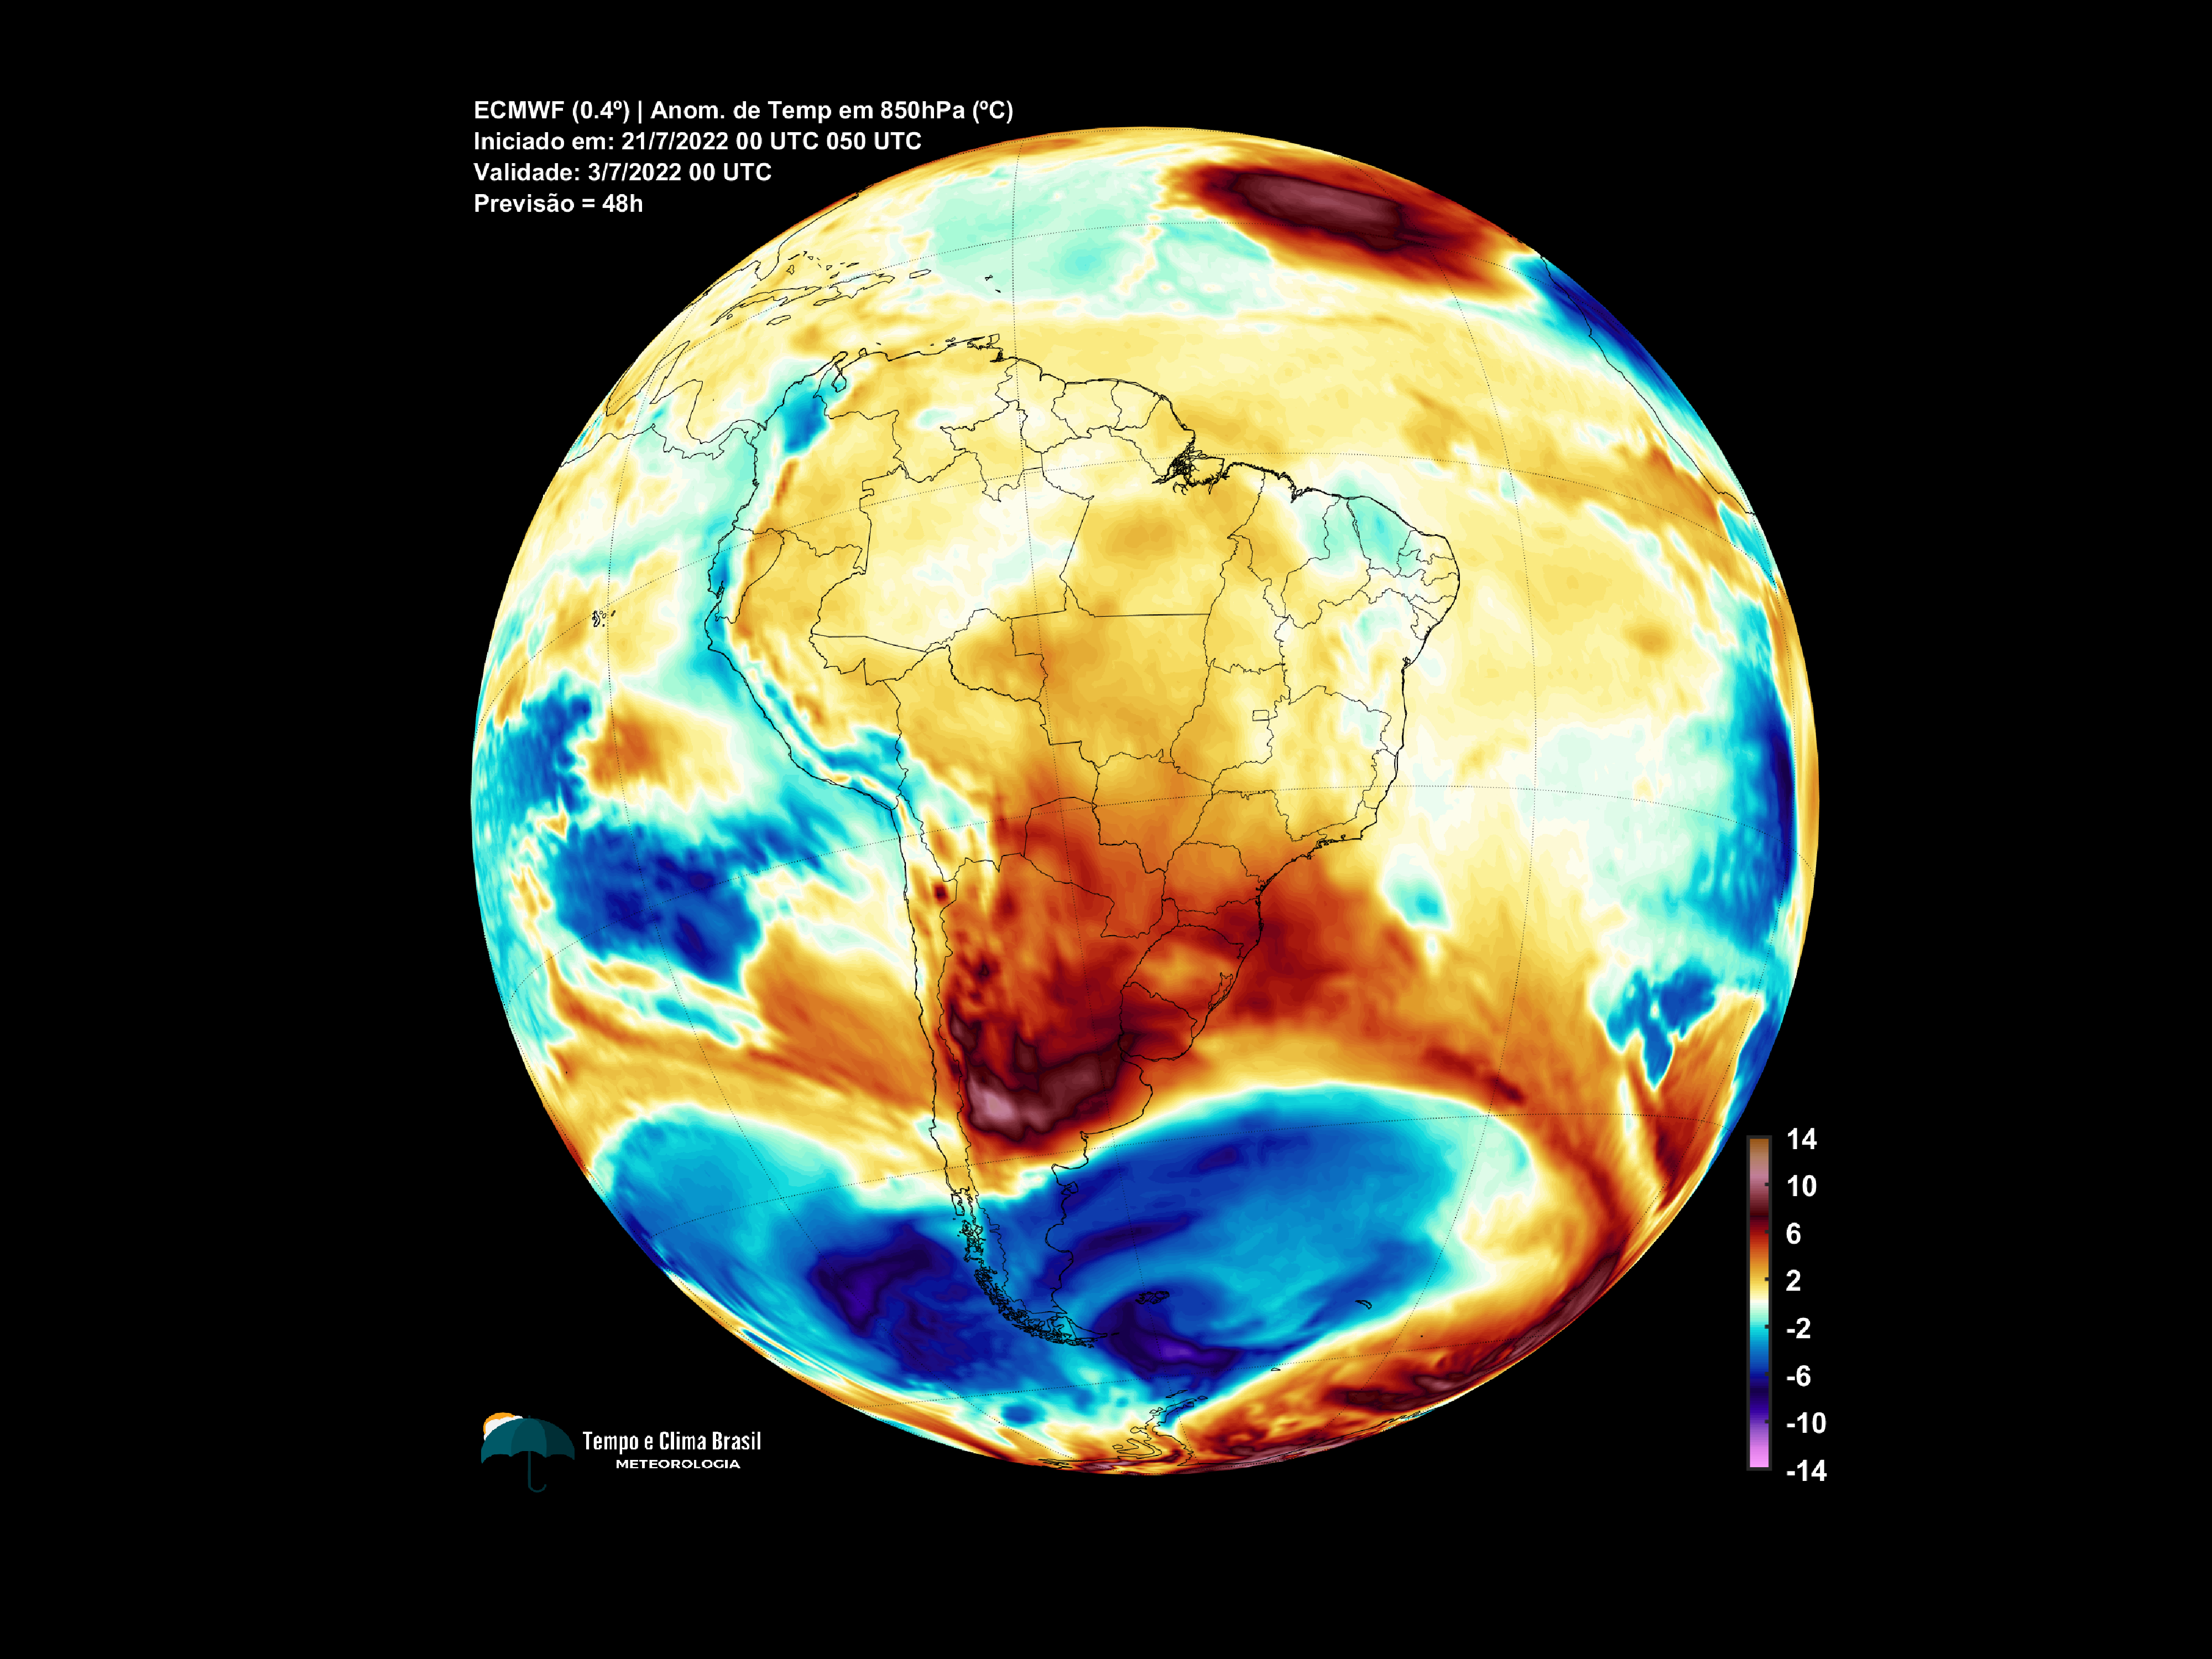 ECMWF (0.4º) | Anom. de Temp em 850hPa (ºC)
Iniciado em: 21/7/2022 00 UTC 050 UTC
Validade: 3/7/2022 00 UTC
Previsão = 48h
14
10
6
2
-2
-6
-10
-14
Tempo e Clima Brasil
METEOROLOGIA